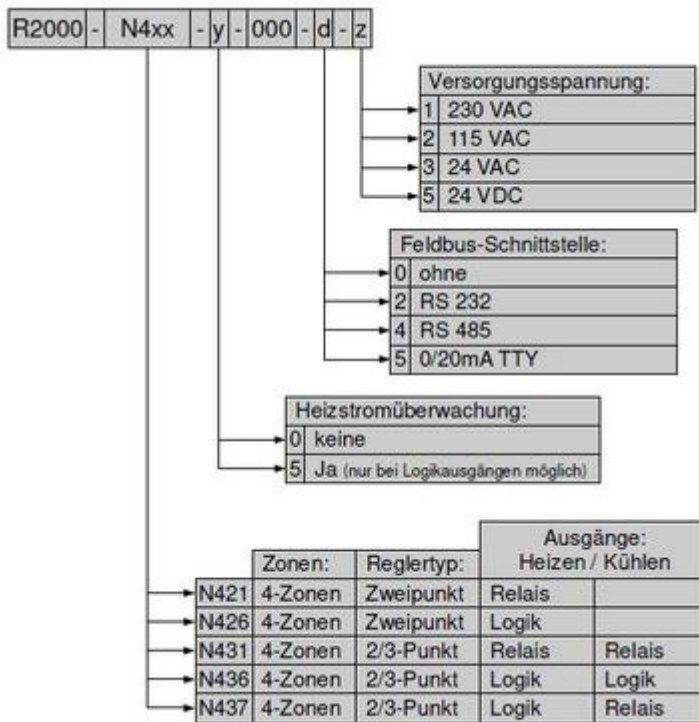 R2000 - N4xx - y - 000 - d - z
Versorgungsspannung:
1 230 VAC
2 115 VAC
3 24 VAC
5 24 VDC
Feldbus-Schnittstelle:
0 ohne
2 RS 232
4 RS 485
5 0/20mA TTY
Heizstromüberwachung:
0 keine
5 Ja (nur bei Logikausgängen möglich)
Ausgänge:
Zonen: Reglertyp: Heizen / Kühlen
N421 4-Zonen Zweipunkt Relais
N426 4-Zonen Zweipunkt Logik
N431 4-Zonen 2/3-Punkt Relais Relais
N436 4-Zonen 2/3-Punkt Logik Logik
N437 4-Zonen 2/3-Punkt Logik Relais